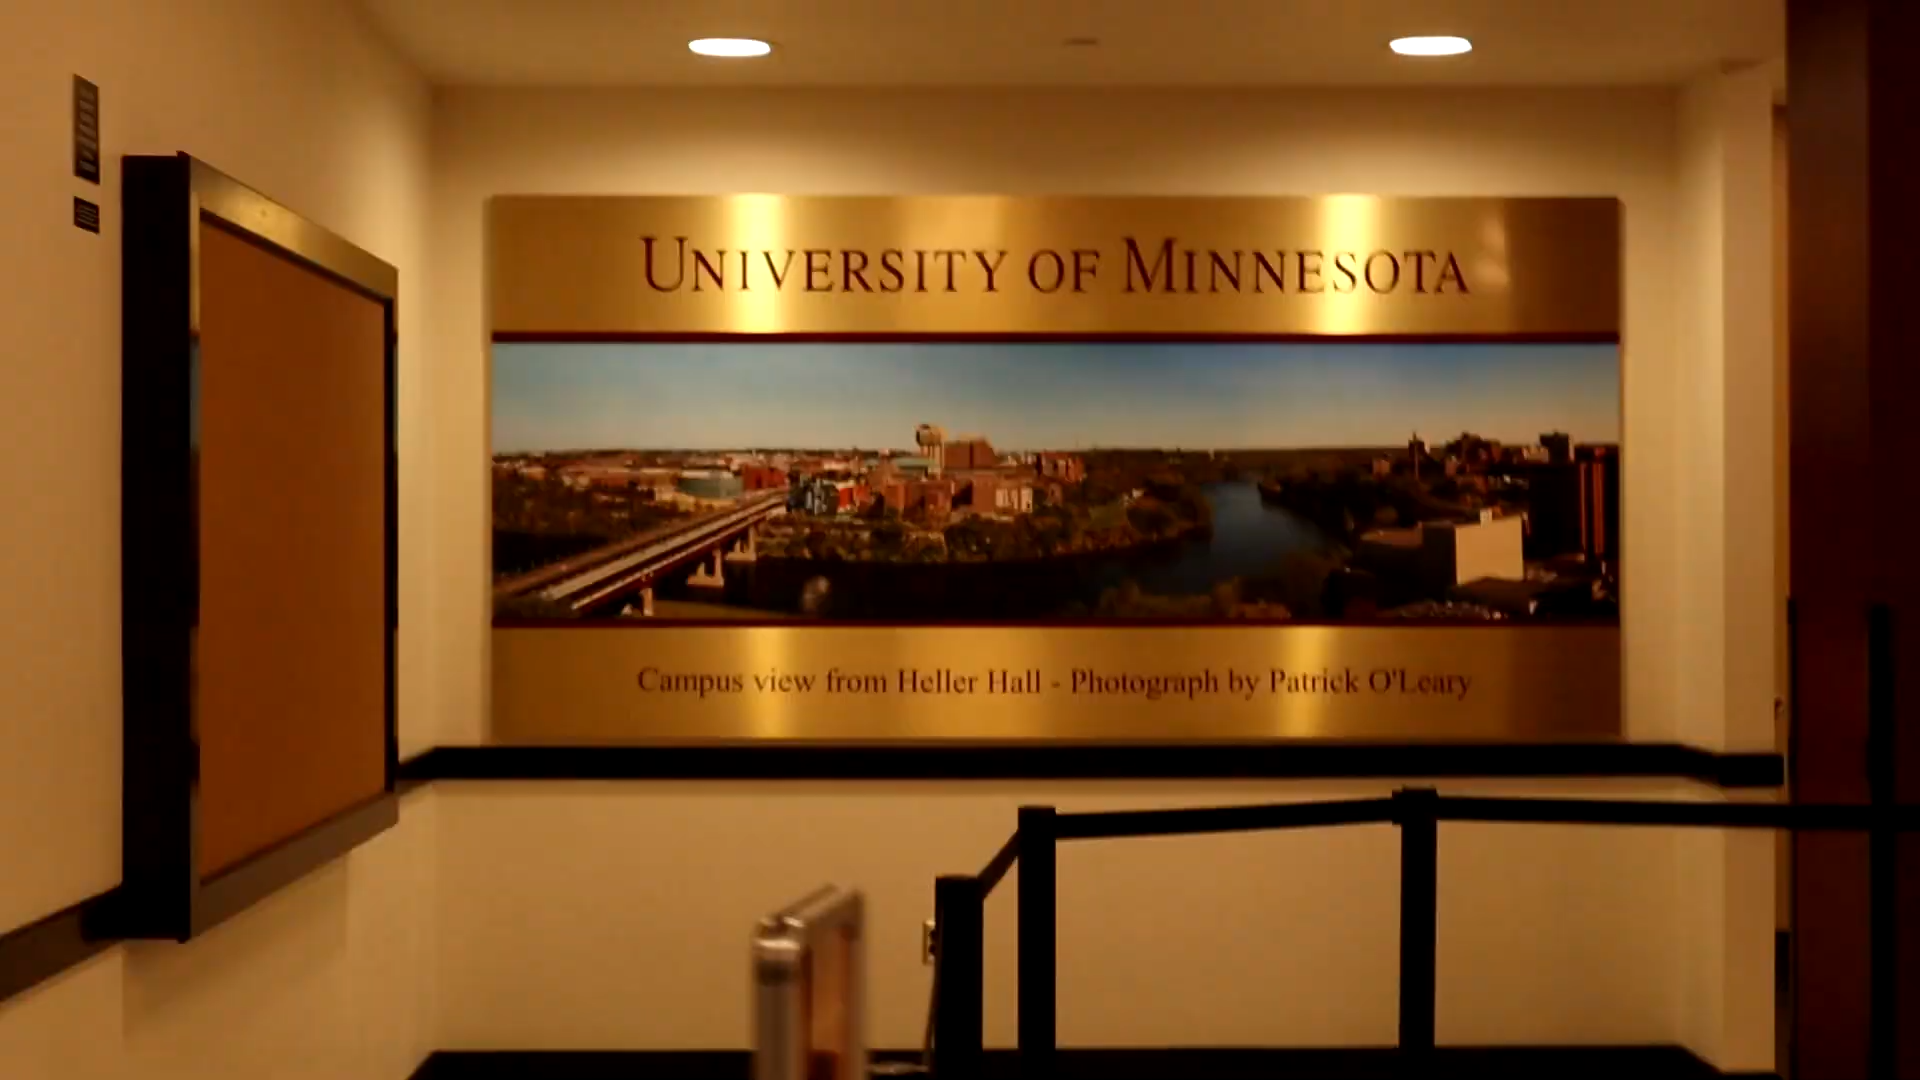 UNIVERSITY OF MINNESOTA
Campus view from Heller Hall - Photograph by Patrick O'Leary